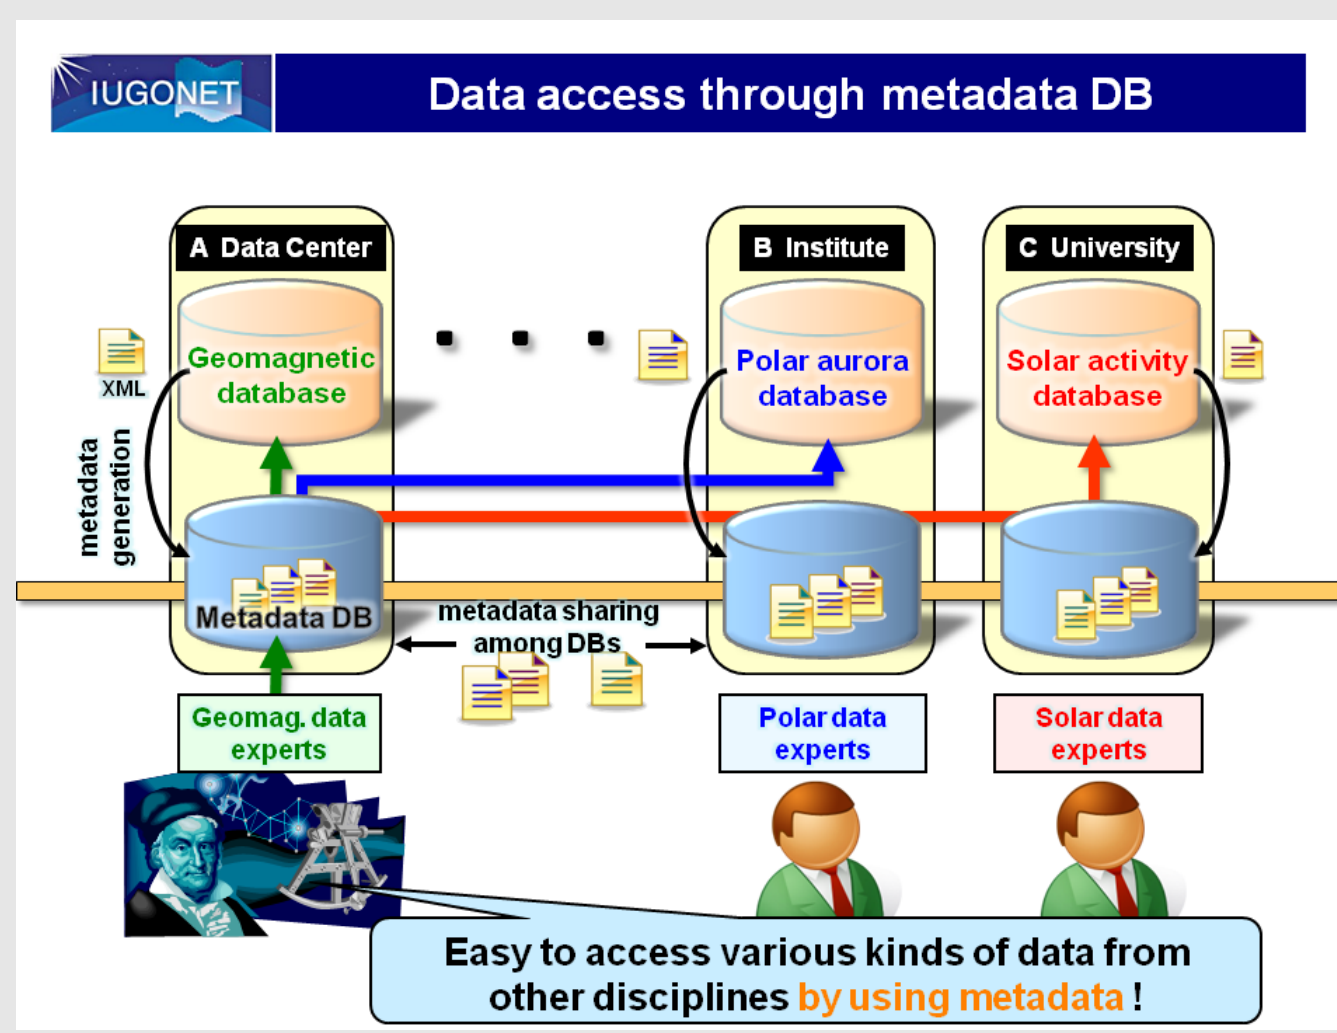 IUGONET
Data access through metadata DB
A Data Center
B Institute
C University
XML
Geomagnetic
database
Polar aurora
database
Solar activity
database
metadata
generation
Metadata DB
metadata sharing
among DBs
Geomag. data
experts
Polar data
experts
Solar data
experts
Easy to access various kinds of data from
other disciplines by using metadata !